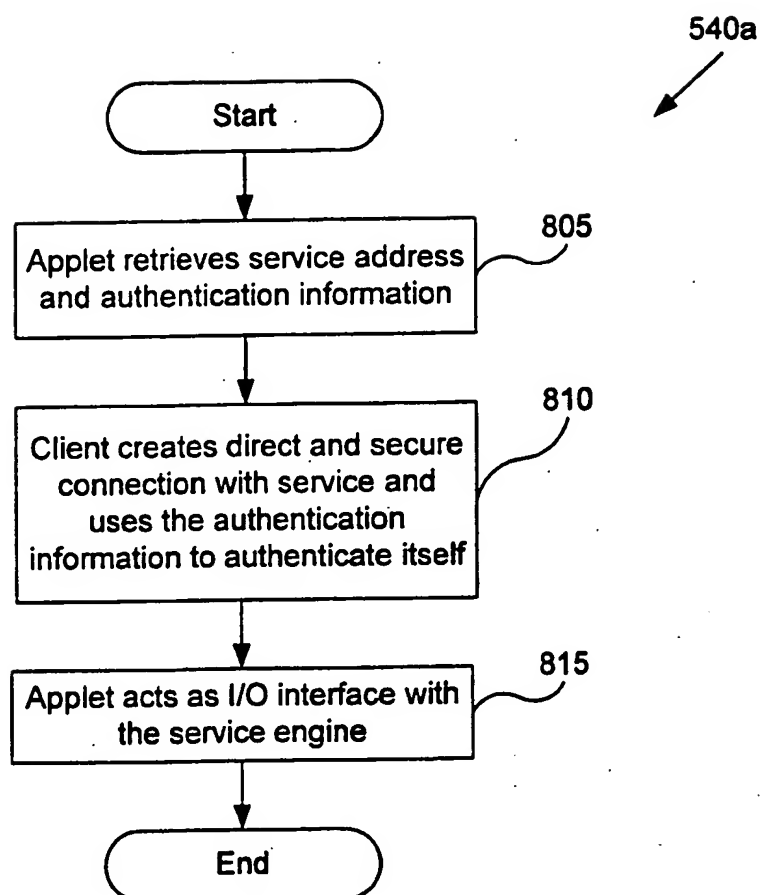 540a
Start
805
Applet retrieves service address
and authentication information
810
Client creates direct and secure
connection with service and
uses the authentication
information to authenticate itself
815
Applet acts as I/O interface with
the service engine
End